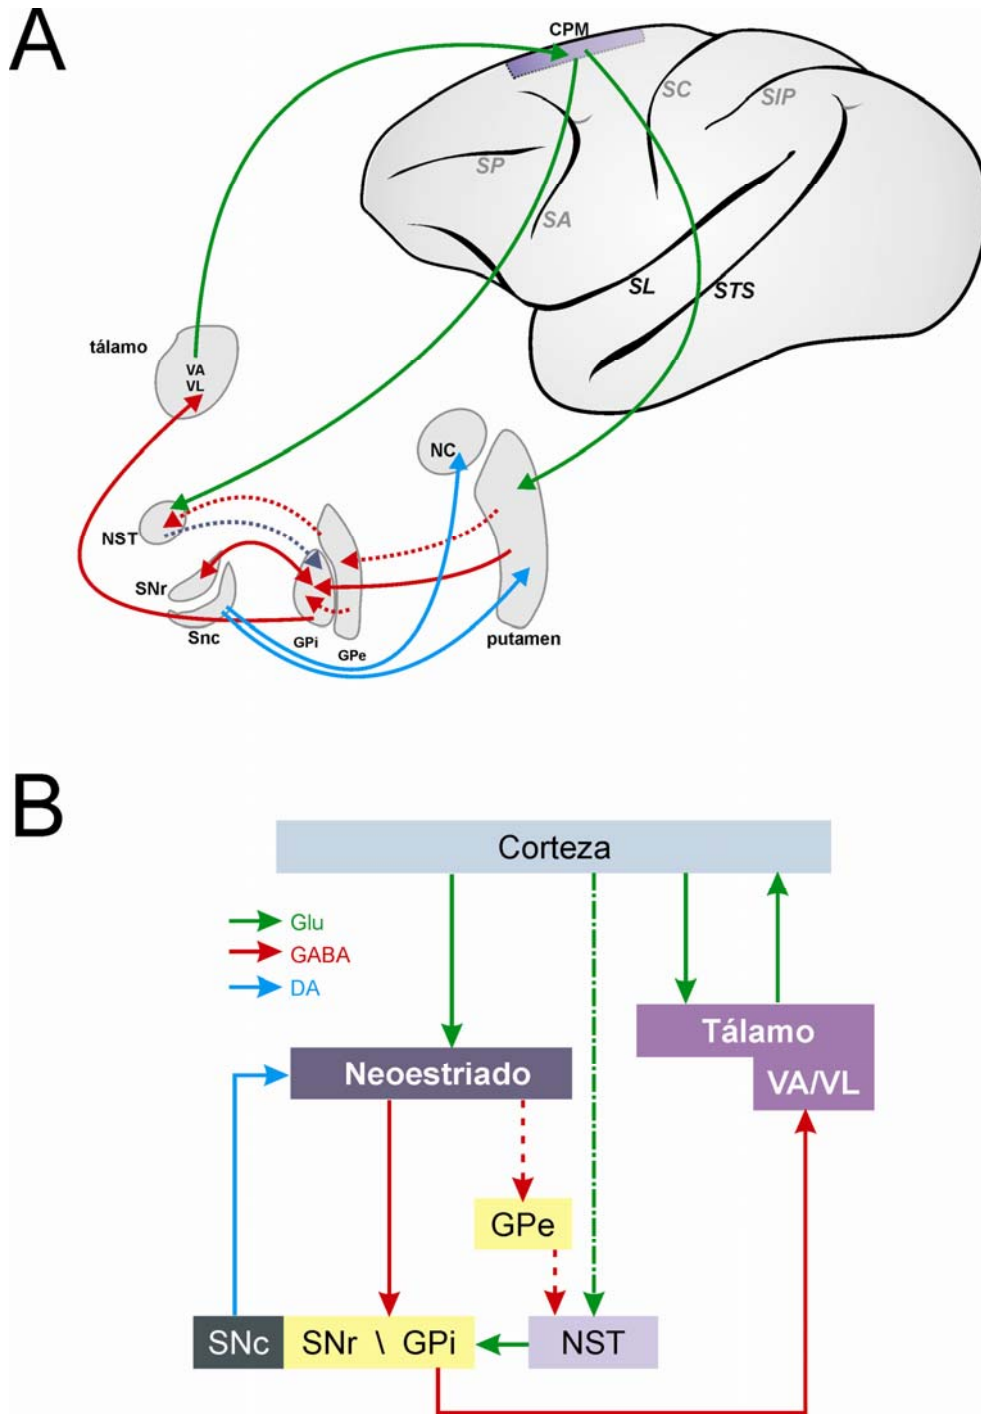 A
CPM
SC
SIP
SP
SA
SL
STS
tálamo
VA
VL
NC
NST
SNr
Snc
GPi
GPe
putamen
B
Corteza
Glu
GABA
DA
Tálamo
VA/VL
Neoestriado
GPe
SNc
SNr \ GPi
NST